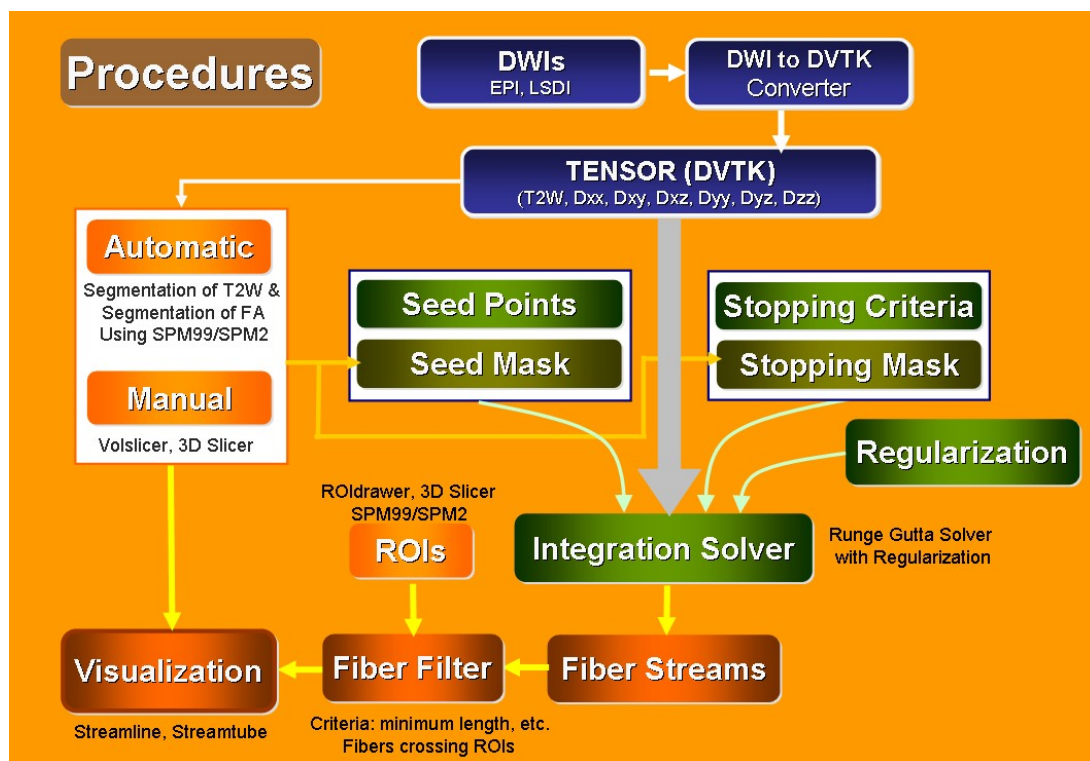 Procedures
DWIs
EPI, LSDI
DWI to DVTK
Converter
TENSOR (DVTK)
(T2W, Dxx, Dxy, Dxz, Dyy, Dyz, Dzz)
Automatic
Segmentation of T2W &
Segmentation of FA
Using SPM99/SPM2
Manual
Volslicer, 3D Slicer
Seed Points
Seed Mask
Stopping Criteria
Stopping Mask
Regularization
ROIdrawer, 3D Slicer
SPM99/SPM2
ROIs
Integration Solver
Runge Gutta Solver
with Regularization
Visualization
Streamline, Streamtube
Fiber Filter
Criteria: minimum length, etc.
Fibers crossing ROIs
Fiber Streams